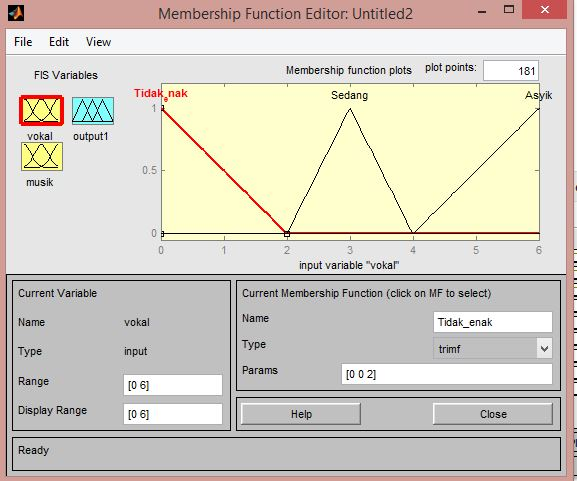 Membership Function Editor: Untitled2
File Edit View
FIS Variables
vokal output1
musik
Membership function plots plot points: 181
Tidak_enak Sedang Asyik
1
0.5
0
0 1 2 3 4 5 6
input variable "vokal"
Current Variable
Name vokal
Type input
Range [0 6]
Display Range [0 6]
Current Membership Function (click on MF to select)
Name Tidak_enak
Type trimf
Params [0 0 2]
Help Close
Ready